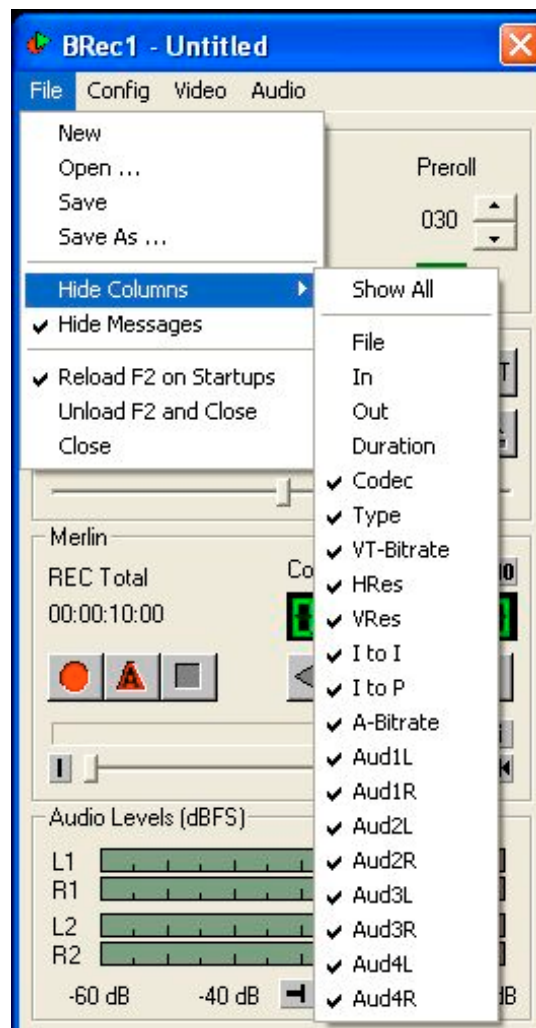 BRec1 - Untitled
File Config Video Audio
New
Open ...
Save
Save As ...
Hide Columns
Hide Messages
Reload F2 on Startups
Unload F2 and Close
Close
Preroll
030
Show All
File
In
Out
Duration
Codec
Type
VT-Bitrate
HRes
VRes
I to I
I to P
A-Bitrate
Aud1L
Aud1R
Aud2L
Aud2R
Aud3L
Aud3R
Aud4L
Aud4R
Merlin
REC Total
00:00:10:00
A
Audio Levels (dBFS)
L1
R1
L2
R2
-60 dB -40 dB